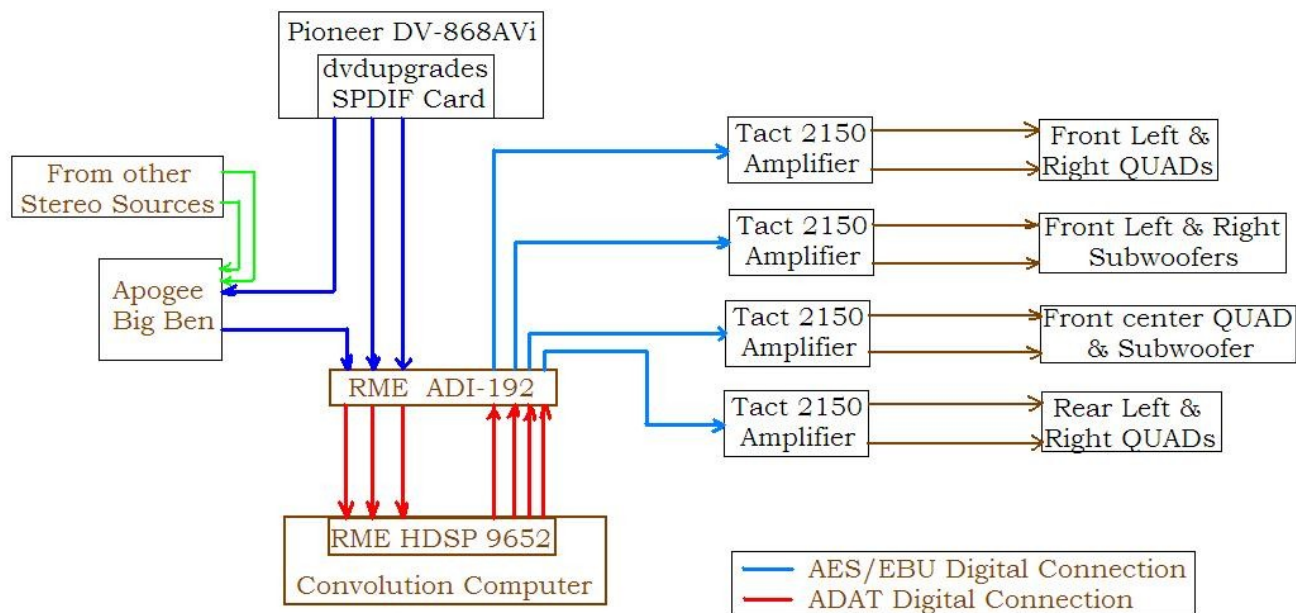 Pioneer DV-868AVi
dvdupgrades
SPDIF Card
From other
Stereo Sources
Apogee
Big Ben
RME ADI-192
RME HDSP 9652
Convolution Computer
Tact 2150
Amplifier
Front Left &
Right QUADs
Tact 2150
Amplifier
Front Left & Right
Subwoofers
Tact 2150
Amplifier
Front center QUAD
& Subwoofer
Tact 2150
Amplifier
Rear Left &
Right QUADs
AES/EBU Digital Connection
ADAT Digital Connection